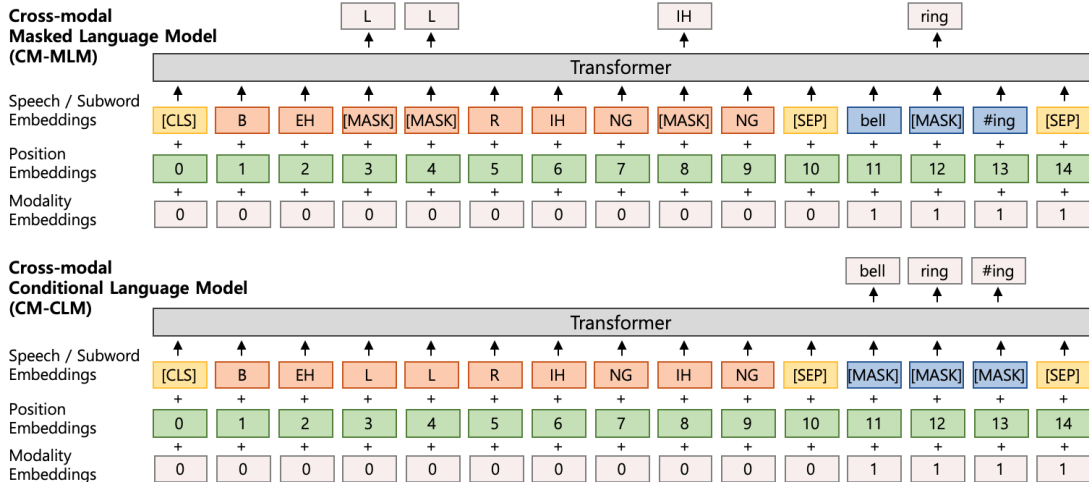 Cross-modal
Masked Language Model
(CM-MLM)
L L IH ring
Transformer
Speech / Subword
Embeddings
[CLS] B EH [MASK] [MASK] R IH NG [MASK] NG [SEP] bell [MASK] #ing [SEP]
+ + + + + + + + + + + + + + +
Position
Embeddings
0 1 2 3 4 5 6 7 8 9 10 11 12 13 14
+ + + + + + + + + + + + + + +
Modality
Embeddings
0 0 0 0 0 0 0 0 0 0 0 1 1 1 1
Cross-modal
Conditional Language Model
(CM-CLM)
bell ring #ing
Transformer
Speech / Subword
Embeddings
[CLS] B EH L L R IH NG IH NG [SEP] [MASK] [MASK] [MASK] [SEP]
+ + + + + + + + + + + + + + +
Position
Embeddings
0 1 2 3 4 5 6 7 8 9 10 11 12 13 14
+ + + + + + + + + + + + + + +
Modality
Embeddings
0 0 0 0 0 0 0 0 0 0 0 1 1 1 1